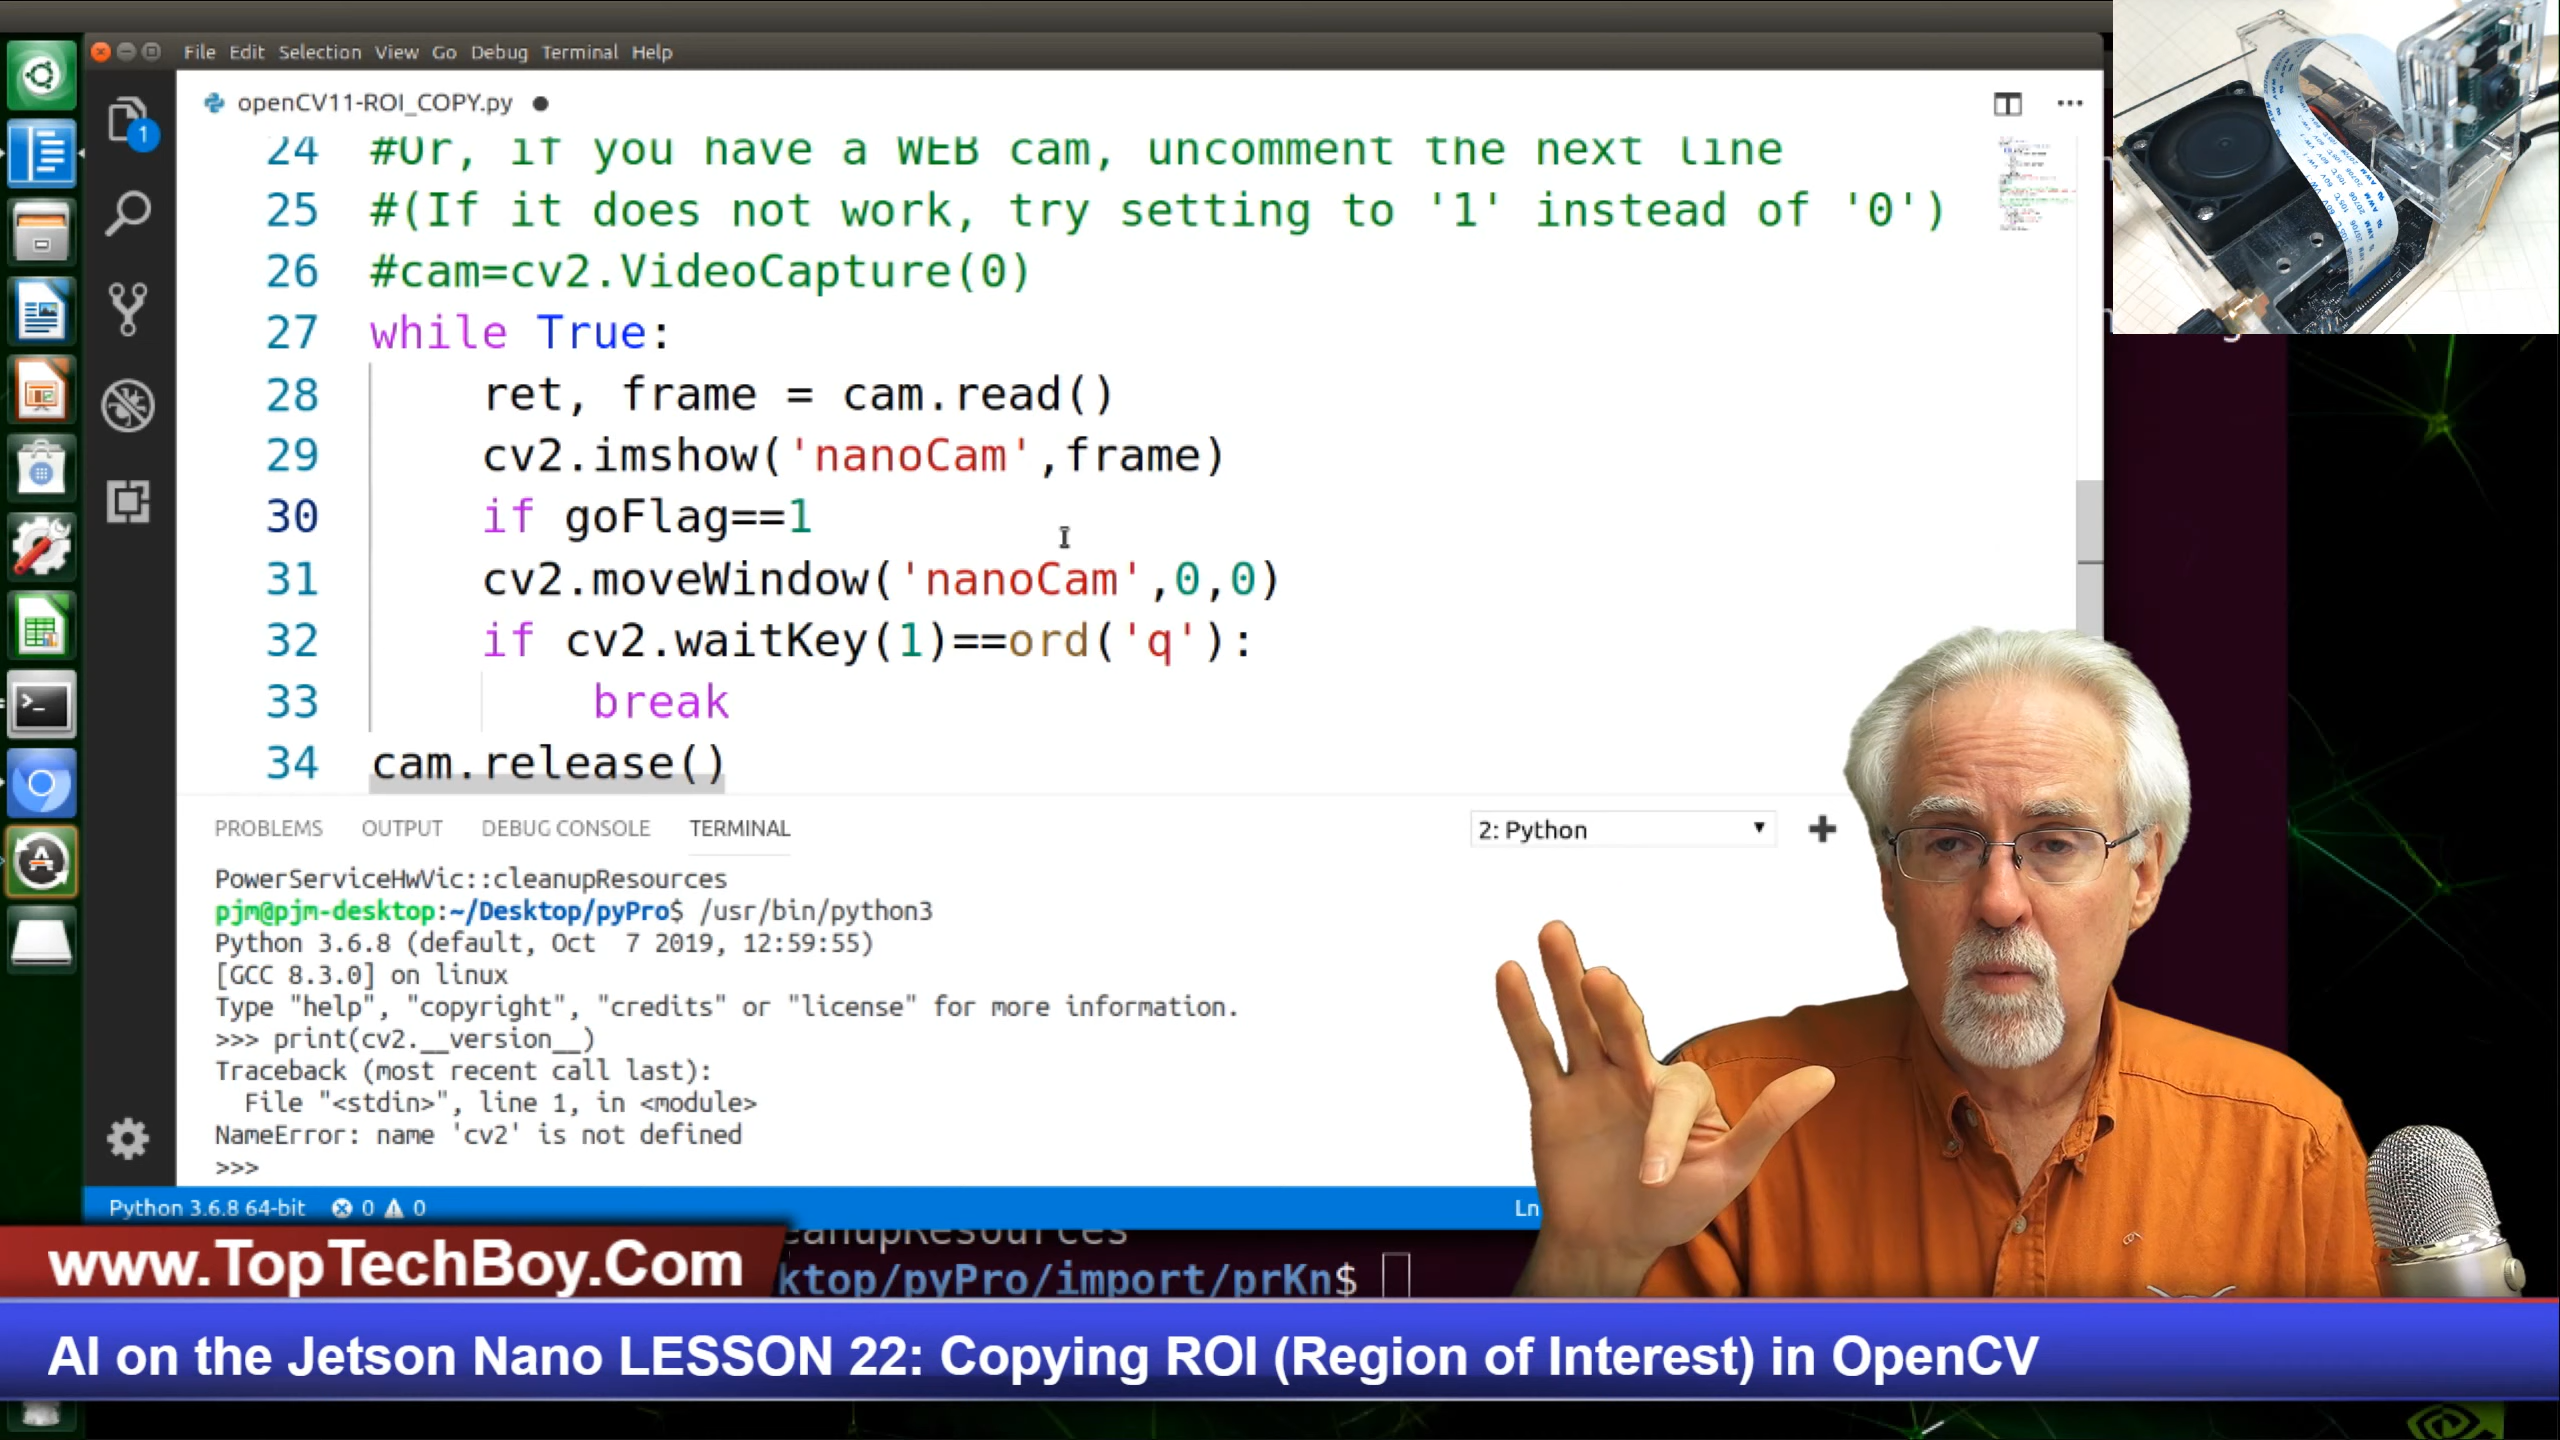 File Edit Selection View Go Debug Terminal Help
openCV11-ROI_COPY.py
1
24 #Or, if you have a WEB cam, uncomment the next line
25 #(If it does not work, try setting to '1' instead of '0')
26 #cam=cv2.VideoCapture(0)
27 while True:
28 ret, frame = cam.read()
29 cv2.imshow('nanoCam',frame)
30 if goFlag==1
31 cv2.moveWindow('nanoCam',0,0)
32 if cv2.waitKey(1)==ord('q'):
33 break
34 cam.release()
PROBLEMS OUTPUT DEBUG CONSOLE TERMINAL 2: Python
PowerServiceHwVic::cleanupResources
pjm@pjm-desktop:~/Desktop/pyPro$ /usr/bin/python3
Python 3.6.8 (default, Oct 7 2019, 12:59:55)
[GCC 8.3.0] on linux
Type "help", "copyright", "credits" or "license" for more information.
>>> print(cv2.__version__)
Traceback (most recent call last):
File "<stdin>", line 1, in <module>
NameError: name 'cv2' is not defined
>>>
Python 3.6.8 64-bit 0 0 Ln
eanupResources
ktop/pyPro/import/prKn$
www.TopTechBoy.Com
AI on the Jetson Nano LESSON 22: Copying ROI (Region of Interest) in OpenCV